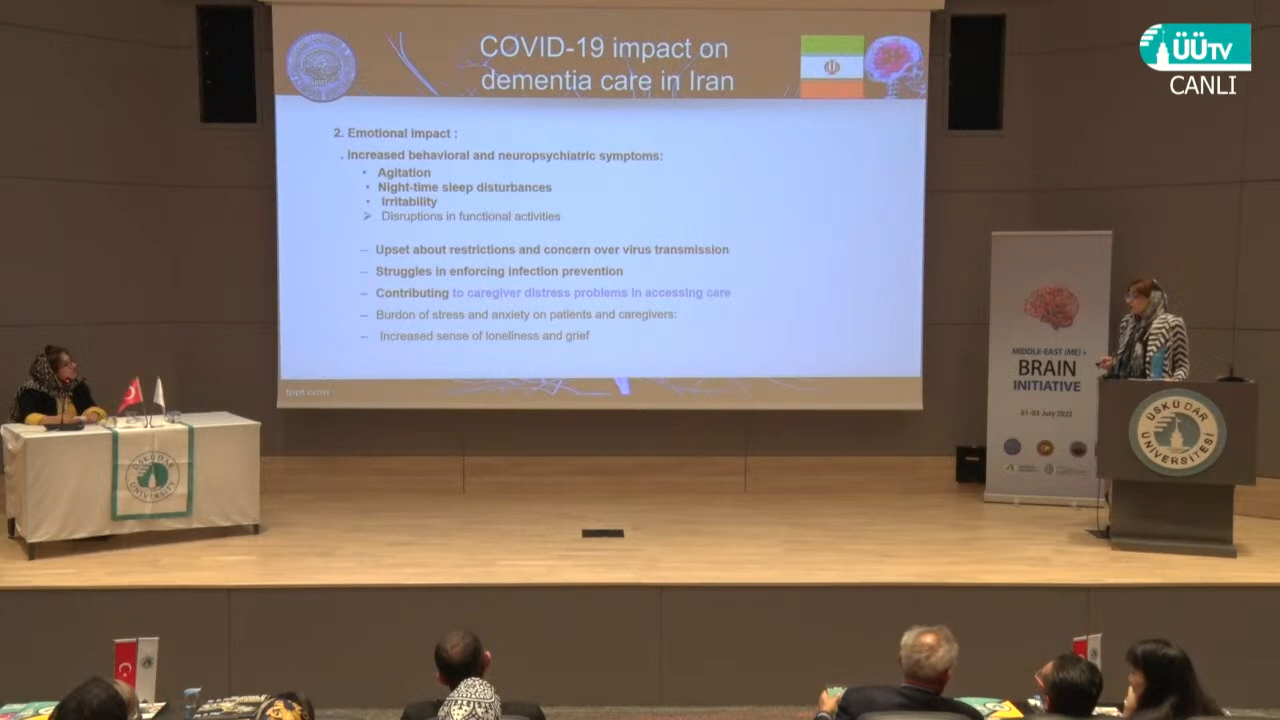 ÜÜTV
CANLI
COVID-19 impact on
dementia care in Iran
2. Emotional impact :
. Increased behavioral and neuropsychiatric symptoms:
• Agitation
• Night-time sleep disturbances
• Irritability
➢ Disruptions in functional activities
– Upset about restrictions and concern over virus transmission
– Struggles in enforcing infection prevention
– Contributing to caregiver distress problems in accessing care
– Burdon of stress and anxiety on patients and caregivers:
– Increased sense of loneliness and grief
fppt.com
MIDDLE-EAST (ME) +
BRAIN
INITIATIVE
01-03 July 2022
ÜSKÜDAR
ÜNİVERSİTESİ
ÜSKÜDAR
UNIVERSITY